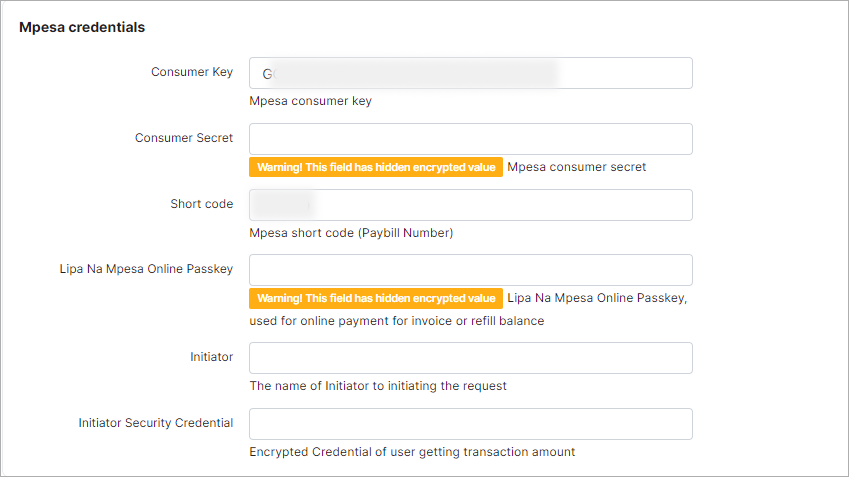 Mpesa credentials
Consumer Key
G
Mpesa consumer key
Consumer Secret
Warning! This field has hidden encrypted value Mpesa consumer secret
Short code
Mpesa short code (Paybill Number)
Lipa Na Mpesa Online Passkey
Warning! This field has hidden encrypted value Lipa Na Mpesa Online Passkey,
used for online payment for invoice or refill balance
Initiator
The name of Initiator to initiating the request
Initiator Security Credential
Encrypted Credential of user getting transaction amount